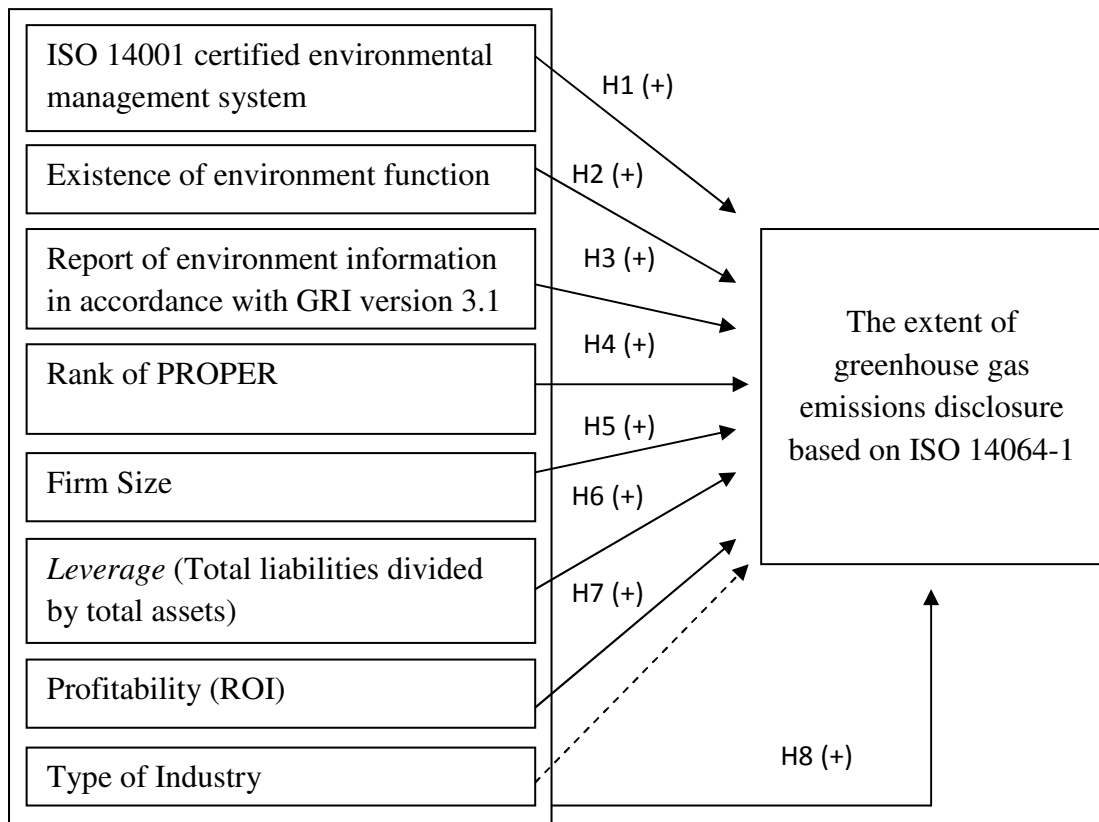 ISO 14001 certified environmental
management system
H1 (+)
Existence of environment function
H2 (+)
Report of environment information
in accordance with GRI version 3.1
H3 (+)
Rank of PROPER
H4 (+)
Firm Size
H5 (+)
Leverage (Total liabilities divided
by total assets)
H6 (+)
Profitability (ROI)
H7 (+)
Type of Industry
H8 (+)
The extent of
greenhouse gas
emissions disclosure
based on ISO 14064-1